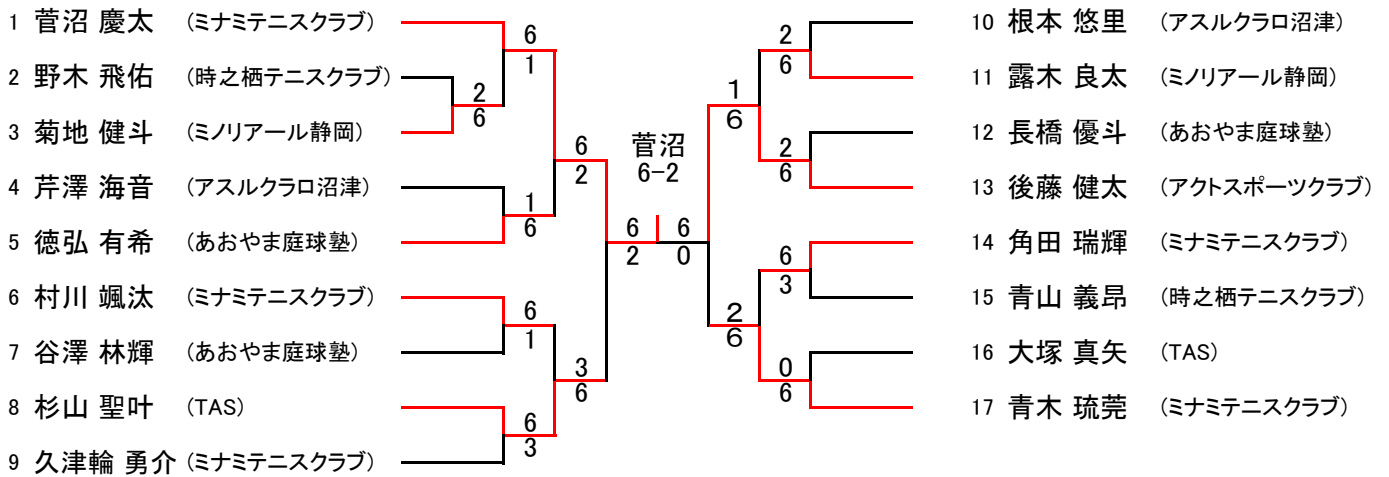 1 菅沼 慶太 (ミナミテニスクラブ)
2 野木 飛佑 (時之栖テニスクラブ)
3 菊地 健斗 (ミノリアール静岡)
4 芹澤 海音 (アスルクラロ沼津)
5 徳弘 有希 (あおやま庭球塾)
6 村川 颯汰 (ミナミテニスクラブ)
7 谷澤 林輝 (あおやま庭球塾)
8 杉山 聖叶 (TAS)
9 久津輪 勇介 (ミナミテニスクラブ)
6
1
2
6
1
6
6
1
6
3
6
2
3
6
6
2
菅沼
6-2
6
0
1
6
2
6
2
6
2
6
6
3
0
6
10 根本 悠里 (アスルクラロ沼津)
11 露木 良太 (ミノリアール静岡)
12 長橋 優斗 (あおやま庭球塾)
13 後藤 健太 (アクトスポーツクラブ)
14 角田 瑞輝 (ミナミテニスクラブ)
15 青山 義昂 (時之栖テニスクラブ)
16 大塚 真矢 (TAS)
17 青木 琉莞 (ミナミテニスクラブ)